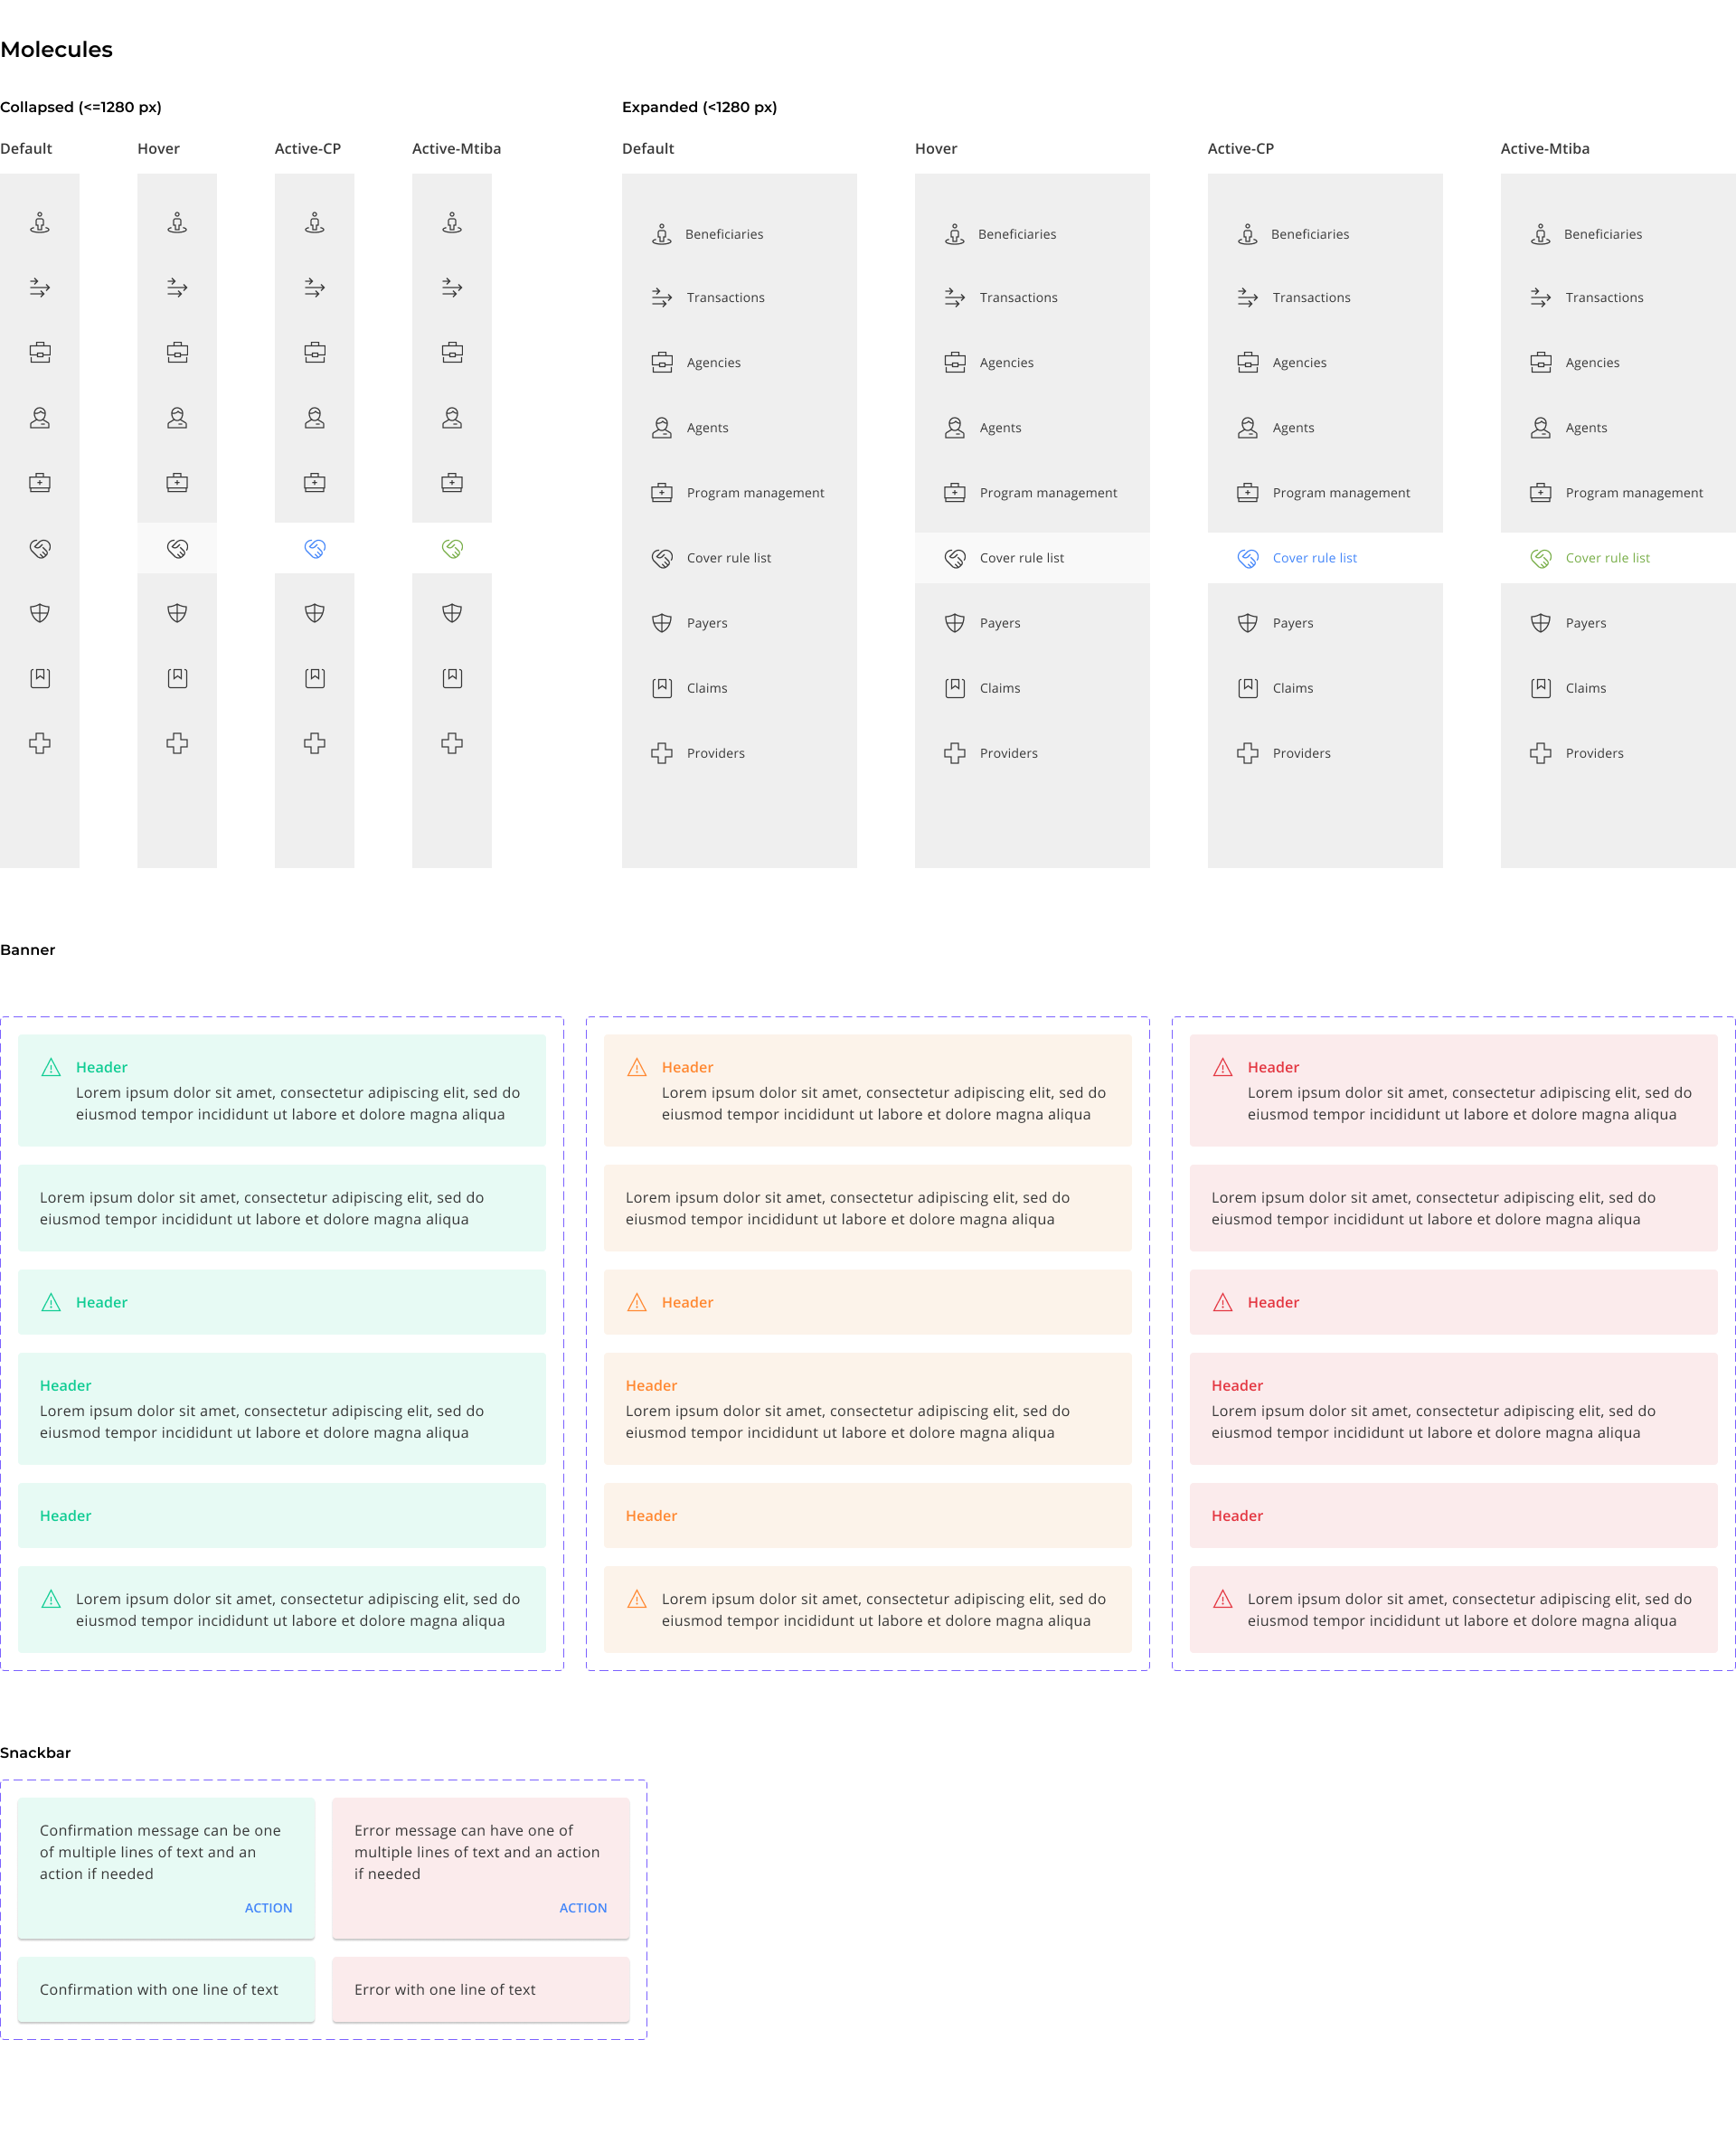 Molecules
Collapsed (<=1280 px)
Default
Hover
Active-CP
Active-Mtiba
Expanded (<1280 px)
Default
Hover
Active-CP
Active-Mtiba
Beneficiaries
Transactions
Agencies
Agents
Program management
Cover rule list
Payers
Claims
Providers
Beneficiaries
Transactions
Agencies
Agents
Program management
Cover rule list
Payers
Claims
Providers
Beneficiaries
Transactions
Agencies
Agents
Program management
Cover rule list
Payers
Claims
Providers
Beneficiaries
Transactions
Agencies
Agents
Program management
Cover rule list
Payers
Claims
Providers
Banner
Header
Lorem ipsum dolor sit amet, consectetur adipiscing elit, sed do
eiusmod tempor incididunt ut labore et dolore magna aliqua
Lorem ipsum dolor sit amet, consectetur adipiscing elit, sed do
eiusmod tempor incididunt ut labore et dolore magna aliqua
Header
Header
Lorem ipsum dolor sit amet, consectetur adipiscing elit, sed do
eiusmod tempor incididunt ut labore et dolore magna aliqua
Header
Lorem ipsum dolor sit amet, consectetur adipiscing elit, sed do
eiusmod tempor incididunt ut labore et dolore magna aliqua
Header
Lorem ipsum dolor sit amet, consectetur adipiscing elit, sed do
eiusmod tempor incididunt ut labore et dolore magna aliqua
Lorem ipsum dolor sit amet, consectetur adipiscing elit, sed do
eiusmod tempor incididunt ut labore et dolore magna aliqua
Header
Header
Lorem ipsum dolor sit amet, consectetur adipiscing elit, sed do
eiusmod tempor incididunt ut labore et dolore magna aliqua
Header
Lorem ipsum dolor sit amet, consectetur adipiscing elit, sed do
eiusmod tempor incididunt ut labore et dolore magna aliqua
Header
Lorem ipsum dolor sit amet, consectetur adipiscing elit, sed do
eiusmod tempor incididunt ut labore et dolore magna aliqua
Lorem ipsum dolor sit amet, consectetur adipiscing elit, sed do
eiusmod tempor incididunt ut labore et dolore magna aliqua
Header
Header
Lorem ipsum dolor sit amet, consectetur adipiscing elit, sed do
eiusmod tempor incididunt ut labore et dolore magna aliqua
Header
Lorem ipsum dolor sit amet, consectetur adipiscing elit, sed do
eiusmod tempor incididunt ut labore et dolore magna aliqua
Snackbar
Confirmation message can be one
of multiple lines of text and an
action if needed
ACTION
Error message can have one of
multiple lines of text and an action
if needed
ACTION
Confirmation with one line of text
Error with one line of text